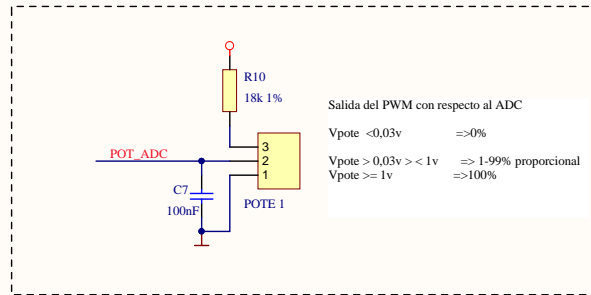 R10
18k 1%
3
POT_ADC
2
1
C7
100nF
POTE 1
Salida del PWM con respecto al ADC
Vpote <0,03v =>0%
Vpote > 0,03v > < 1v => 1-99% proporcional
Vpote >= 1v =>100%